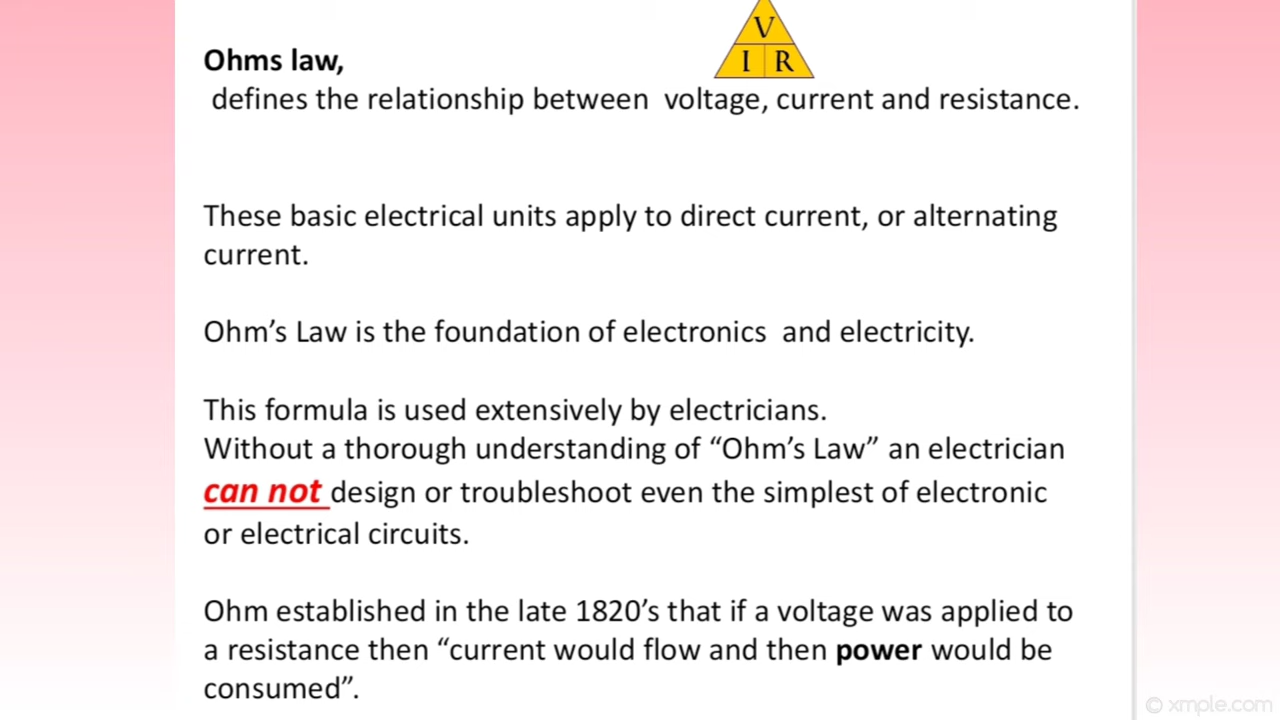 V
I R
Ohms law,
defines the relationship between voltage, current and resistance.
These basic electrical units apply to direct current, or alternating
current.
Ohm’s Law is the foundation of electronics and electricity.
This formula is used extensively by electricians.
Without a thorough understanding of “Ohm’s Law” an electrician
can not design or troubleshoot even the simplest of electronic
or electrical circuits.
Ohm established in the late 1820’s that if a voltage was applied to
a resistance then “current would flow and then power would be
consumed”.
© xmple.com